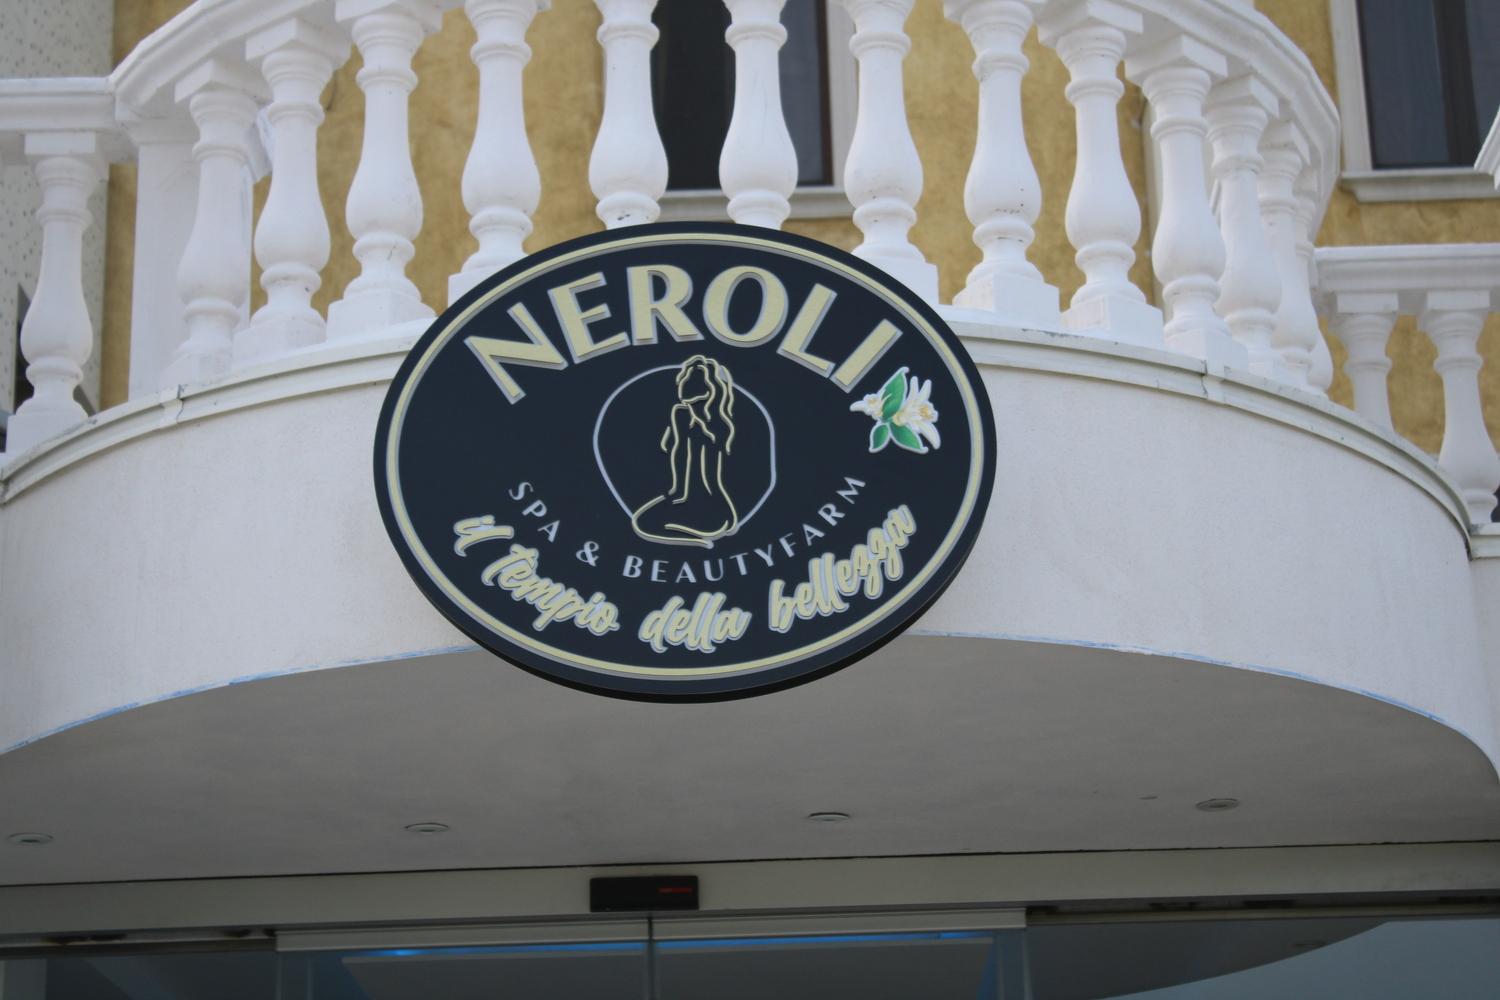 NEROLI
SPA & BEAUTYFARM
il tempio della bellezza